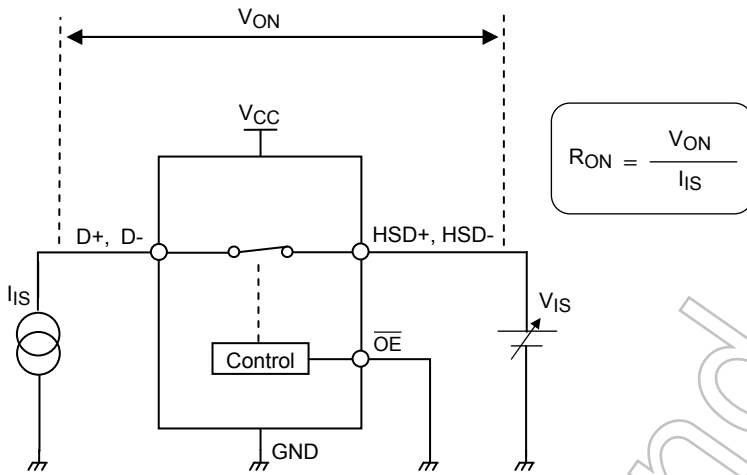 VON
VCC
RON = VON / IIS
D+, D-
HSD+, HSD-
IIS
VIS
OE
Control
GND